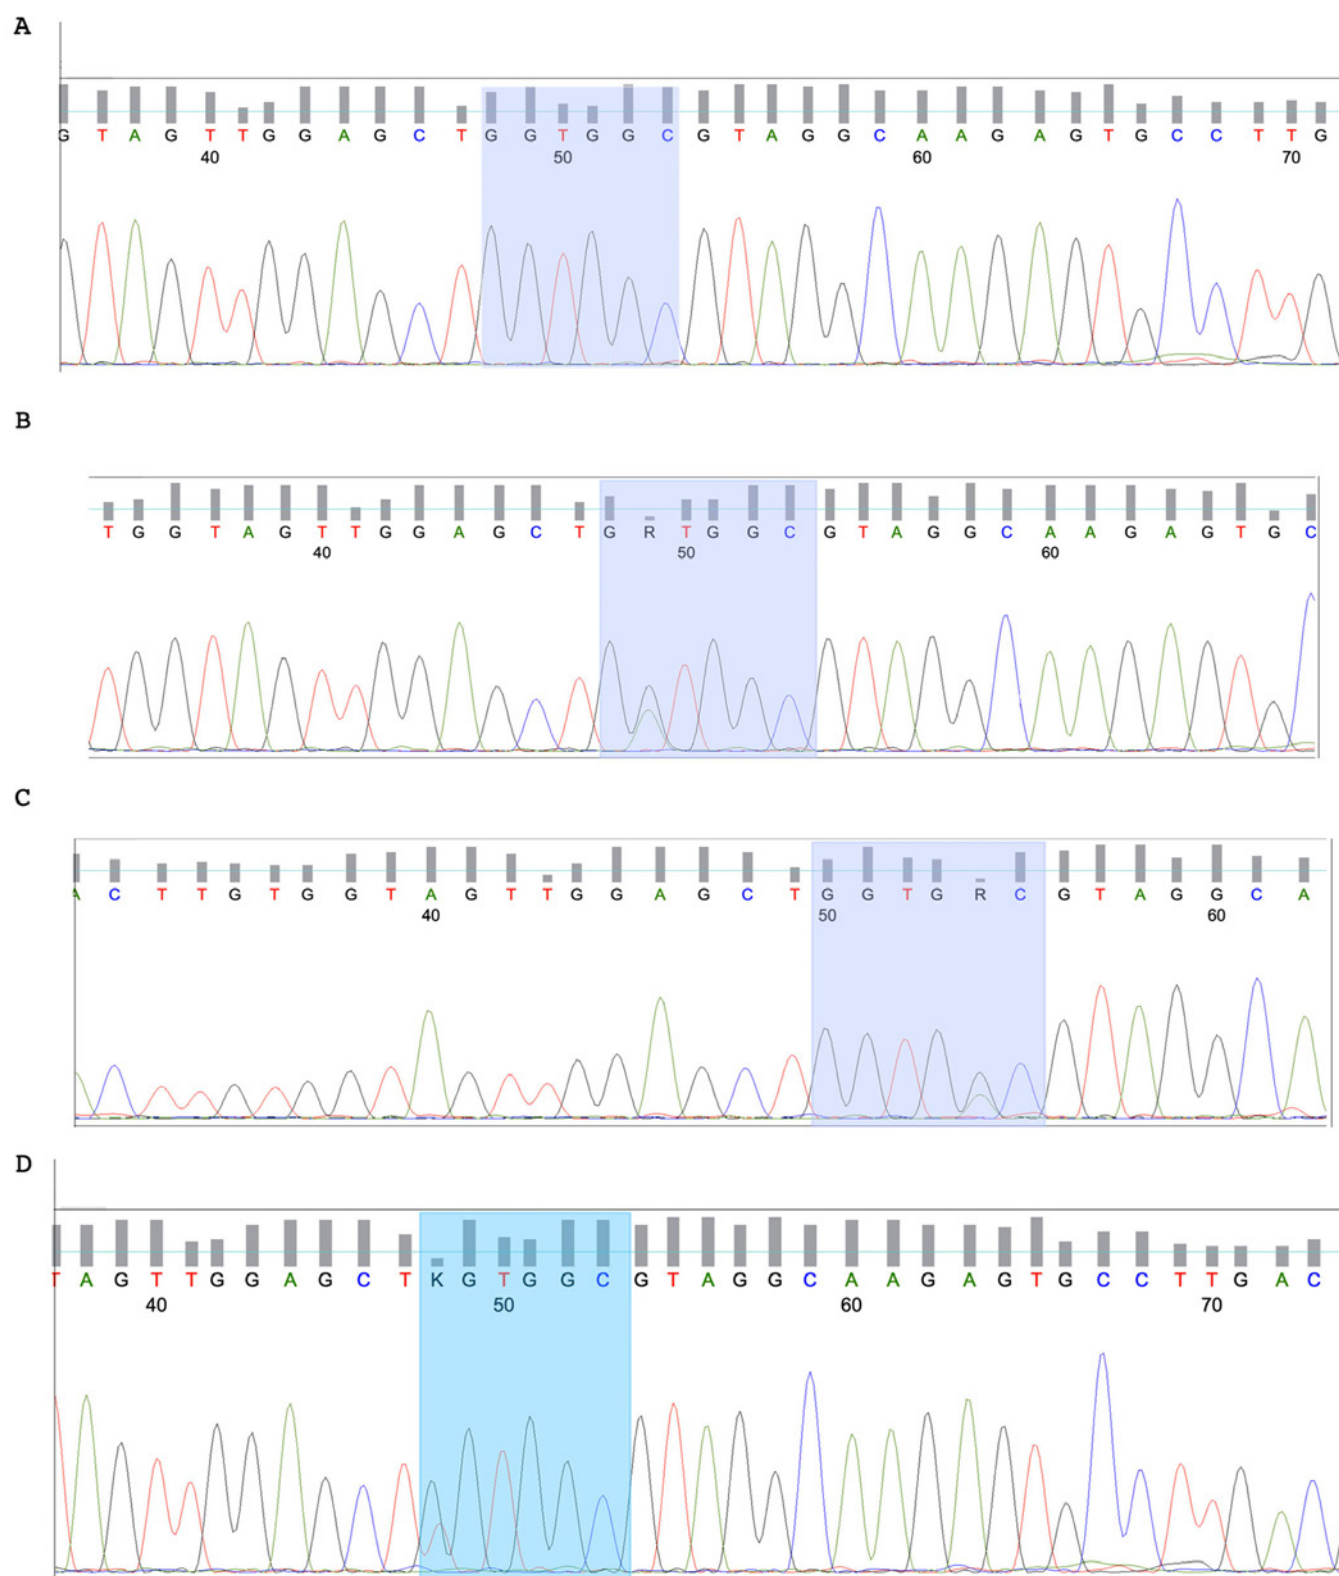 A
G T A G T T G G A G C T G G T G G C G T A G G C A A G A G T G C C T T G
40 50 60 70
B
T G G T A G T T G G A G C T G R T G G C G T A G G C A A G A G T G C
40 50 60
C
A C T T G T G G T A G T T G G A G C T G G T G R C G T A G G C A
40 50 60
D
T A G T T G G A G C T K G T G G C G T A G G C A A G A G T G C C T T G A C
40 50 60 70